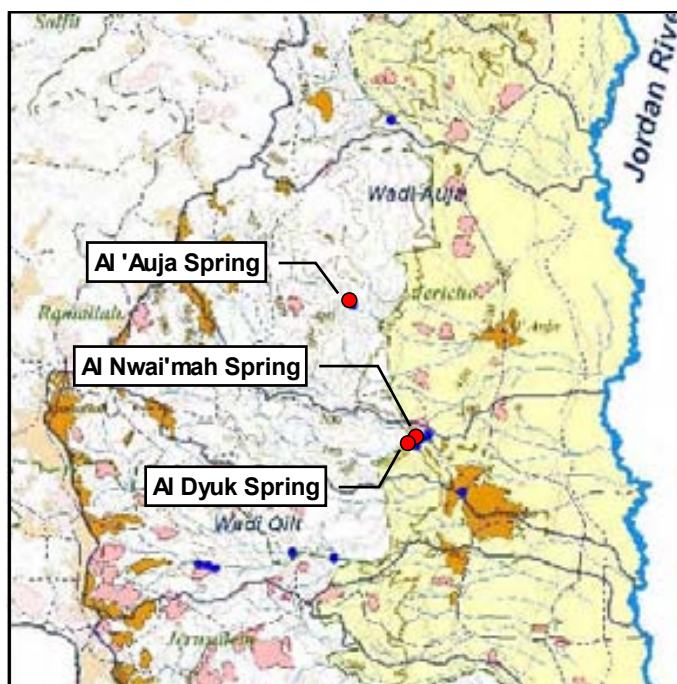 Salfit
Jordan River
Wadi Auja
Al 'Auja Spring
Jericho
Ramallah
Al Nwai'mah Spring
Al Dyuk Spring
Wadi Qilt
Jerusalem